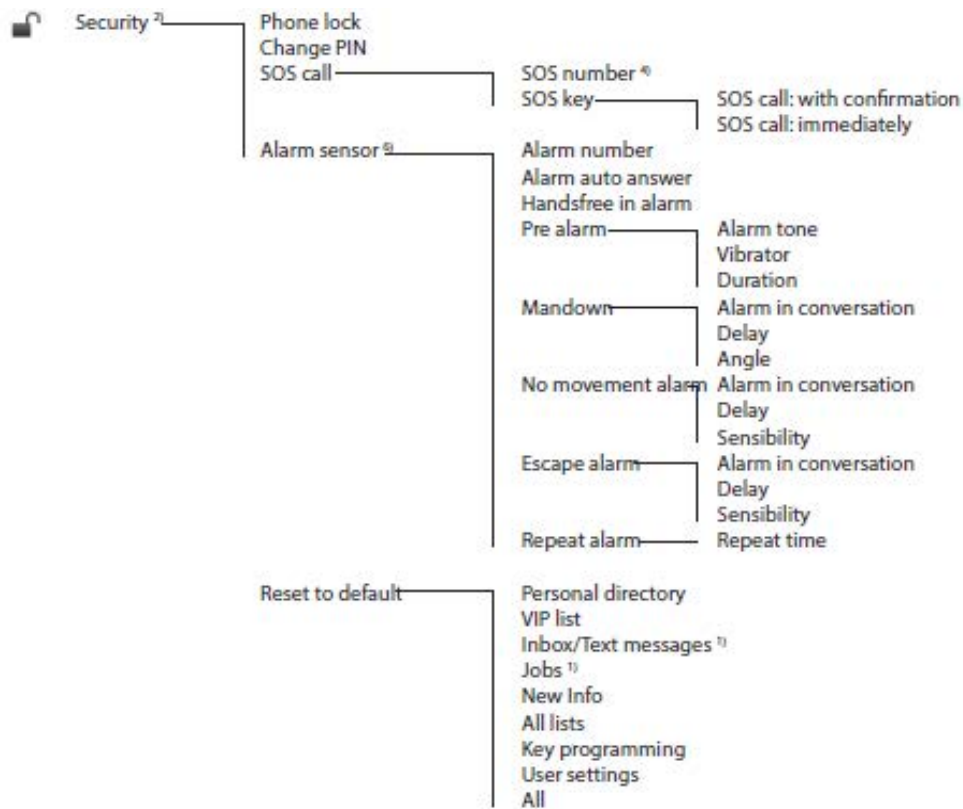 Security ²⁾ Phone lock
Change PIN
SOS call SOS number ⁴⁾
SOS key SOS call: with confirmation
SOS call: immediately
Alarm sensor ⁶⁾ Alarm number
Alarm auto answer
Handsfree in alarm
Pre alarm Alarm tone
Vibrator
Duration
Mandown Alarm in conversation
Delay
Angle
No movement alarm Alarm in conversation
Delay
Sensibility
Escape alarm Alarm in conversation
Delay
Sensibility
Repeat alarm Repeat time
Reset to default Personal directory
VIP list
Inbox/Text messages ¹⁾
Jobs ¹⁾
New Info
All lists
Key programming
User settings
All